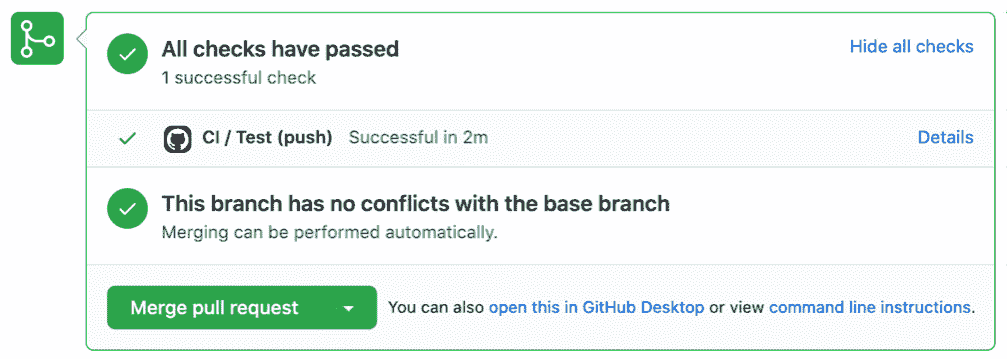 All checks have passed
Hide all checks
1 successful check
CI / Test (push) Successful in 2m
Details
This branch has no conflicts with the base branch
Merging can be performed automatically.
Merge pull request
You can also open this in GitHub Desktop or view command line instructions.